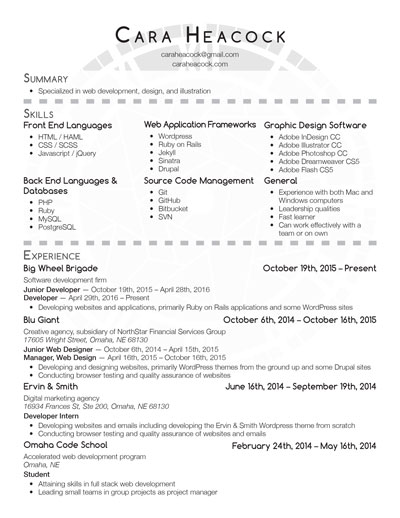 Cara Heacock
caraheacock@gmail.com
caraheacock.com
Summary
• Specialized in web development, design, and illustration
Skills
Front End Languages
• HTML / HAML
• CSS / SCSS
• Javascript / jQuery
Web Application Frameworks
• Wordpress
• Ruby on Rails
• Jekyll
• Sinatra
• Drupal
Graphic Design Software
• Adobe InDesign CC
• Adobe Illustrator CC
• Adobe Photoshop CC
• Adobe Dreamweaver CS5
• Adobe Flash CS5
Back End Languages &
Databases
• PHP
• Ruby
• MySQL
• PostgreSQL
Source Code Management
• Git
• GitHub
• Bitbucket
• SVN
General
• Experience with both Mac and
Windows computers
• Leadership qualities
• Fast learner
• Can work effectively with a
team or on own
Experience
Big Wheel Brigade October 19th, 2015 – Present
Software development firm
Junior Developer — October 19th, 2015 – April 28th, 2016
Developer — April 29th, 2016 – Present
• Developing websites and applications, primarily Ruby on Rails applications and some WordPress sites
Blu Giant October 6th, 2014 – October 16th, 2015
Creative agency, subsidiary of NorthStar Financial Services Group
17605 Wright Street, Omaha, NE 68130
Junior Web Designer — October 6th, 2014 – April 15th, 2015
Manager, Web Design — April 16th, 2015 – October 16th, 2015
• Developing and designing websites, primarily WordPress themes from the ground up and some Drupal sites
• Conducting browser testing and quality assurance of websites
Ervin & Smith June 16th, 2014 – September 19th, 2014
Digital marketing agency
16934 Frances St, Ste 200, Omaha, NE 68130
Developer Intern
• Developing websites and emails including developing the Ervin & Smith Wordpress theme from scratch
• Conducting browser testing and quality assurance of websites and emails
Omaha Code School February 24th, 2014 – May 16th, 2014
Accelerated web development program
Omaha, NE
Student
• Attaining skills in full stack web development
• Leading small teams in group projects as project manager